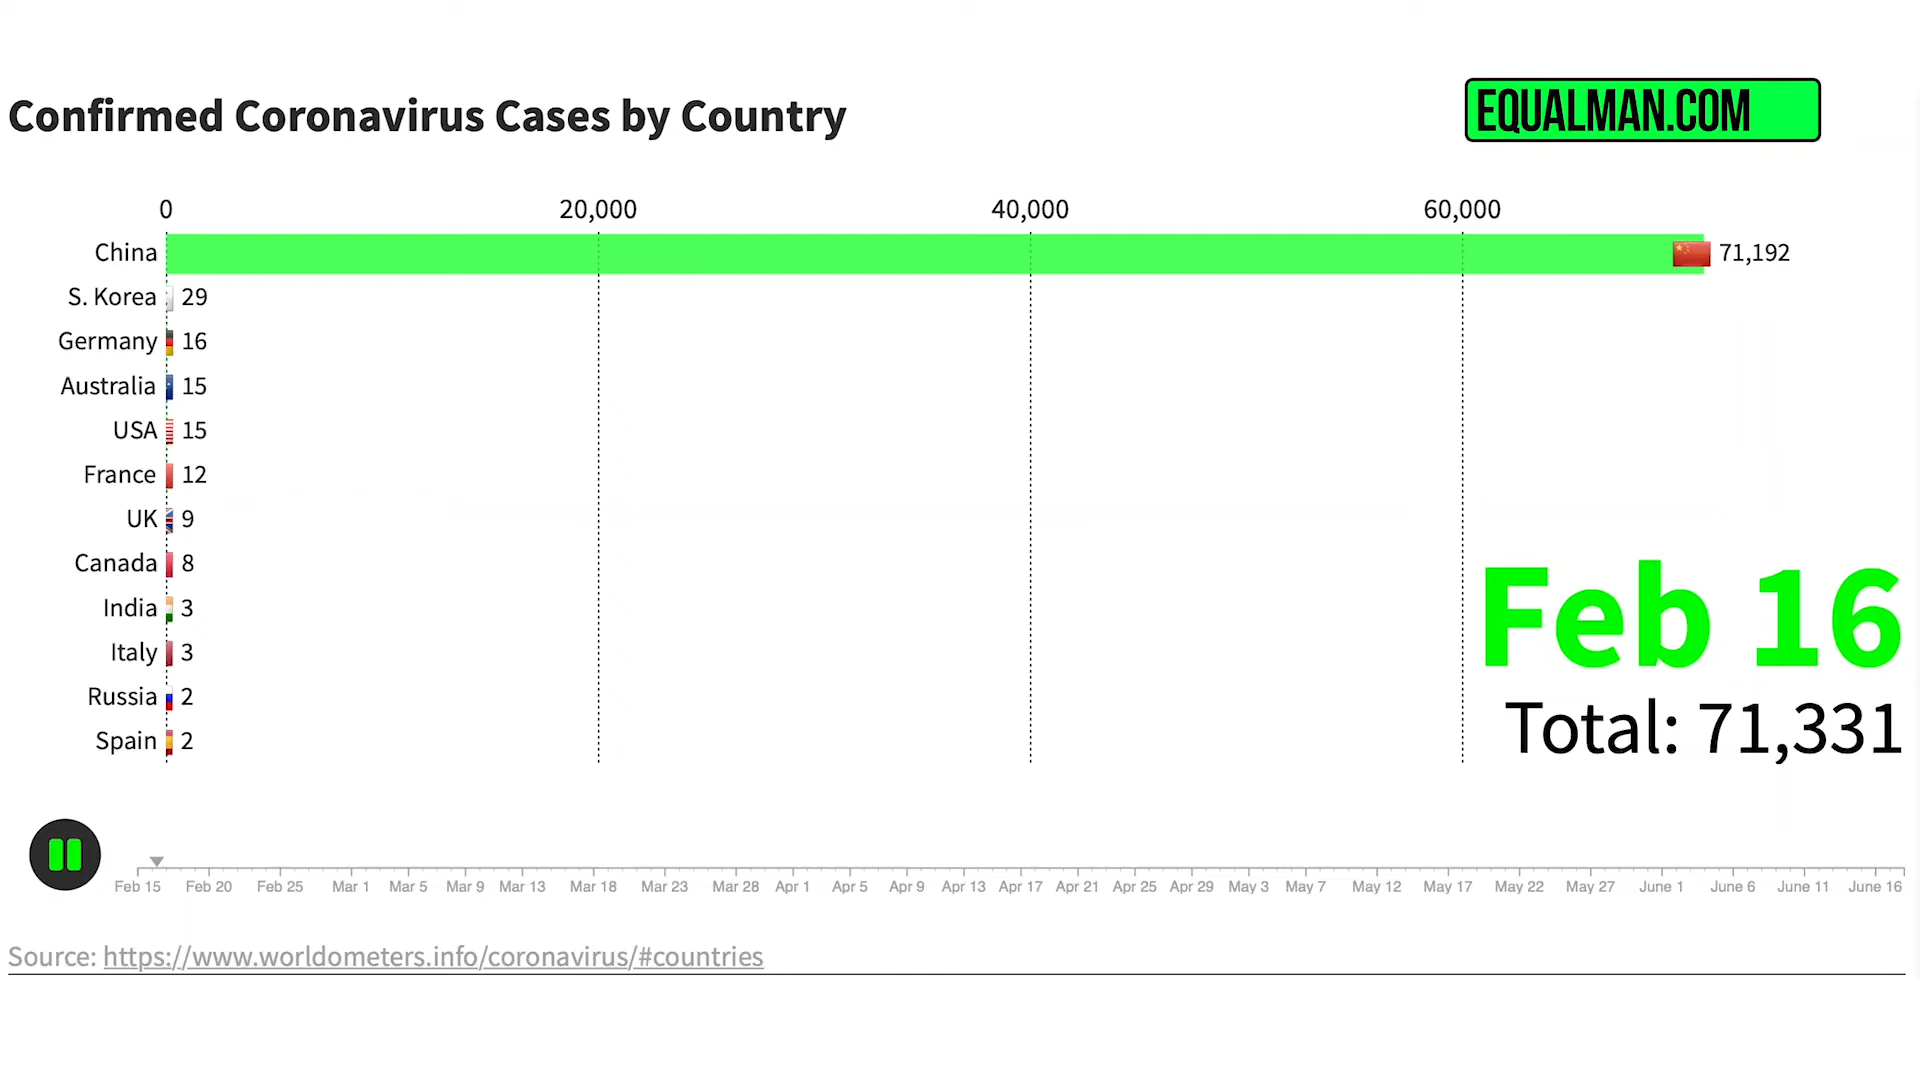 EQUALMAN.COM
Confirmed Coronavirus Cases by Country
0 20,000 40,000 60,000
China 71,192
S. Korea 29
Germany 16
Australia 15
USA 15
France 12
UK 9
Canada 8
India 3
Italy 3
Russia 2
Spain 2
Feb 16
Total: 71,331
Feb 15 Feb 20 Feb 25 Mar 1 Mar 5 Mar 9 Mar 13 Mar 18 Mar 23 Mar 28 Apr 1 Apr 5 Apr 9 Apr 13 Apr 17 Apr 21 Apr 25 Apr 29 May 3 May 7 May 12 May 17 May 22 May 27 June 1 June 6 June 11 June 16
Source: https://www.worldometers.info/coronavirus/#countries